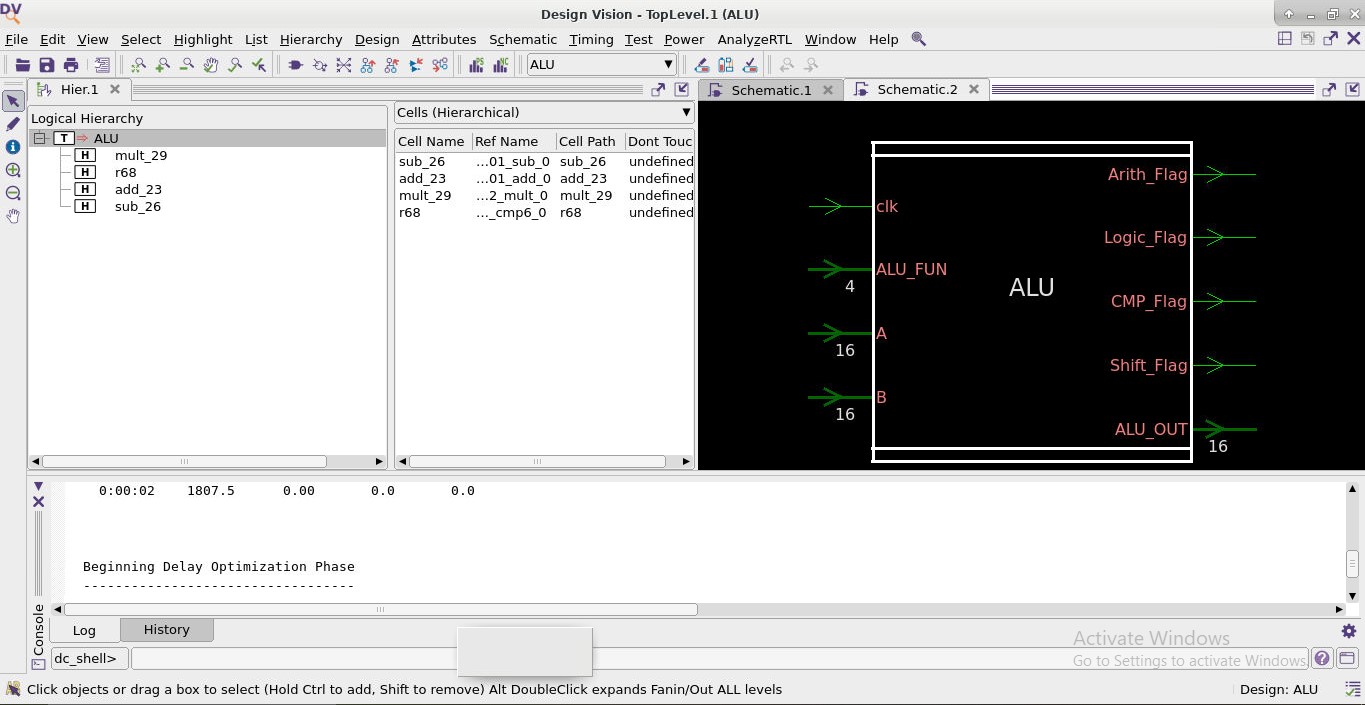 DV
Design Vision - TopLevel.1 (ALU)
File Edit View Select Highlight List Hierarchy Design Attributes Schematic Timing Test Power AnalyzeRTL Window Help
ALU
Hier.1
Schematic.1 Schematic.2
Logical Hierarchy
T ALU
H mult_29
H r68
H add_23
H sub_26
Cells (Hierarchical)
Cell Name Ref Name Cell Path Dont Touc
sub_26 ...01_sub_0 sub_26 undefined
add_23 ...01_add_0 add_23 undefined
mult_29 ...2_mult_0 mult_29 undefined
r68 ..._cmp6_0 r68 undefined
Arith_Flag
clk
Logic_Flag
ALU_FUN
4
ALU
CMP_Flag
A
16
Shift_Flag
B
16
ALU_OUT
16
0:00:02 1807.5 0.00 0.0 0.0
Beginning Delay Optimization Phase
----------------------------------
Console
Log History
dc_shell>
Activate Windows
Go to Settings to activate Windows.
Click objects or drag a box to select (Hold Ctrl to add, Shift to remove) Alt DoubleClick expands Fanin/Out ALL levels
Design: ALU